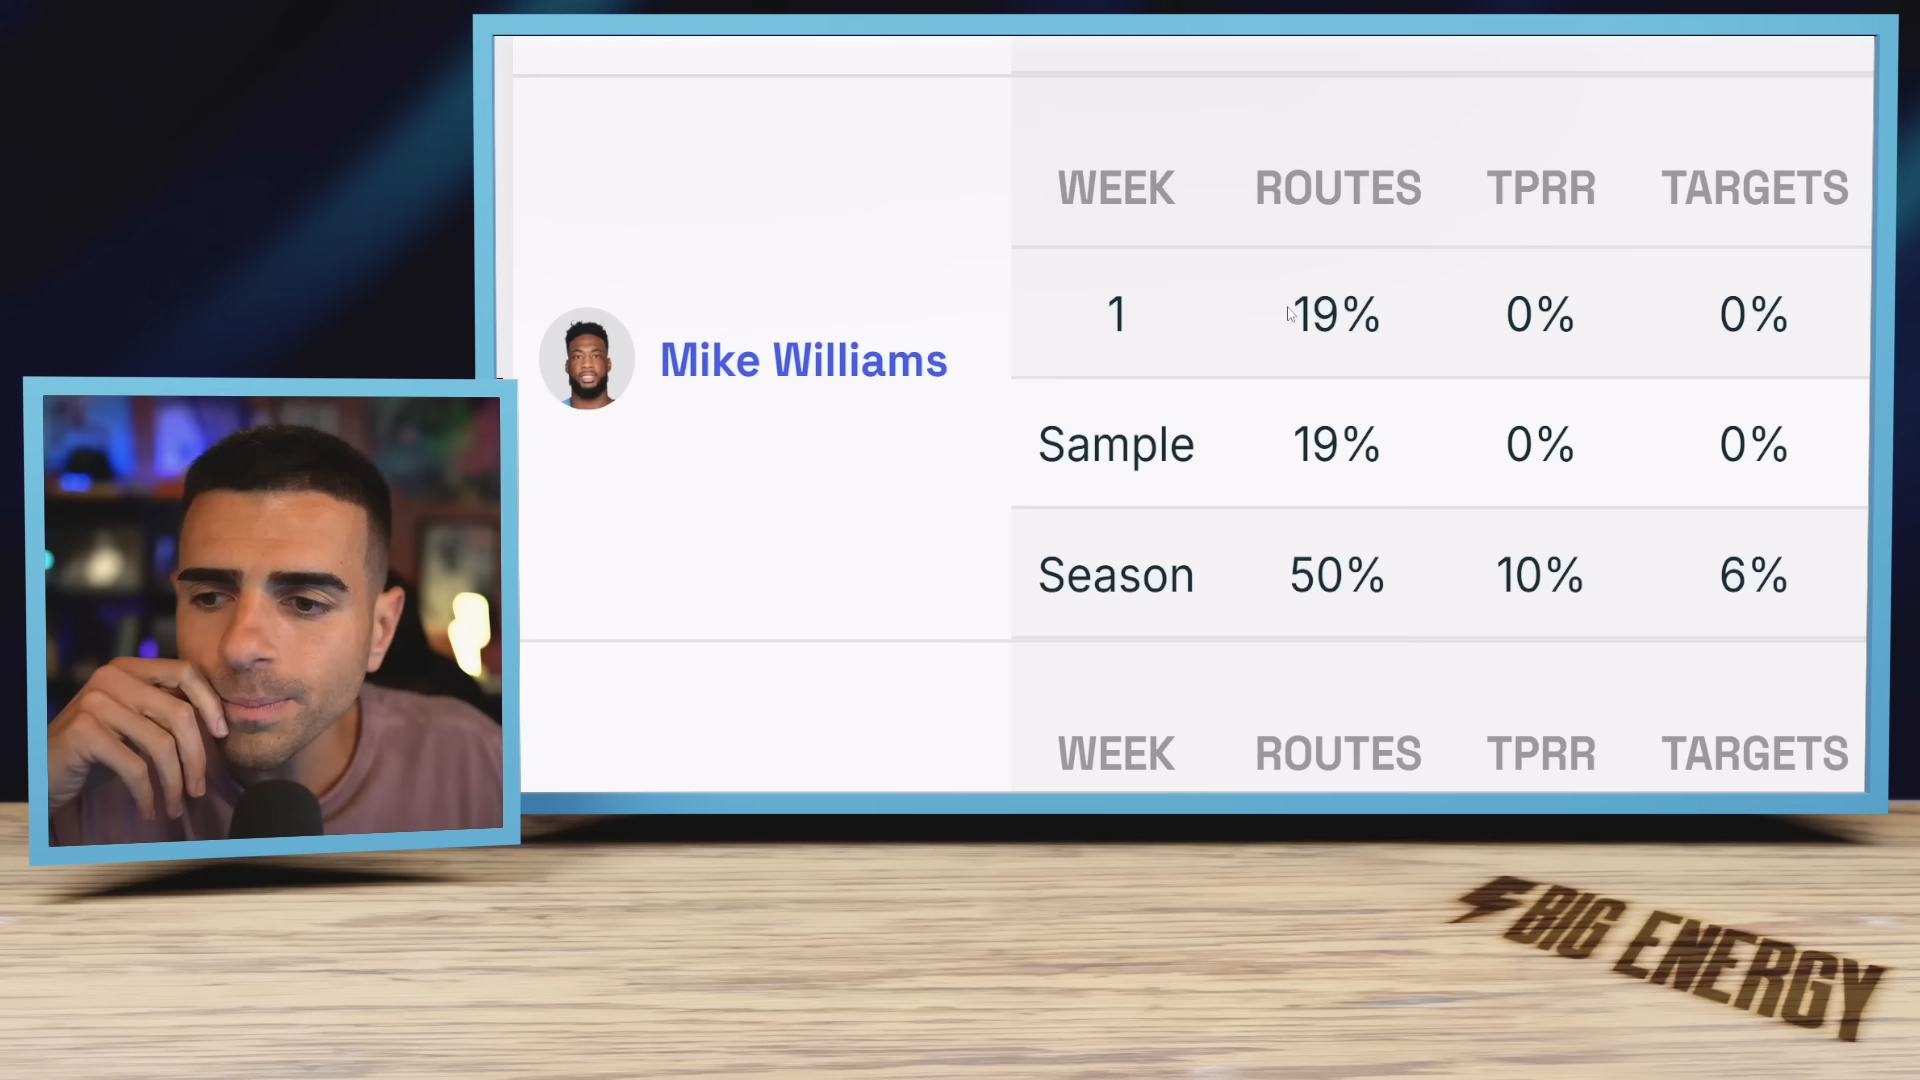 WEEK ROUTES TPRR TARGETS
1 19% 0% 0%
Mike Williams
Sample 19% 0% 0%
Season 50% 10% 6%
WEEK ROUTES TPRR TARGETS
BIG ENERGY